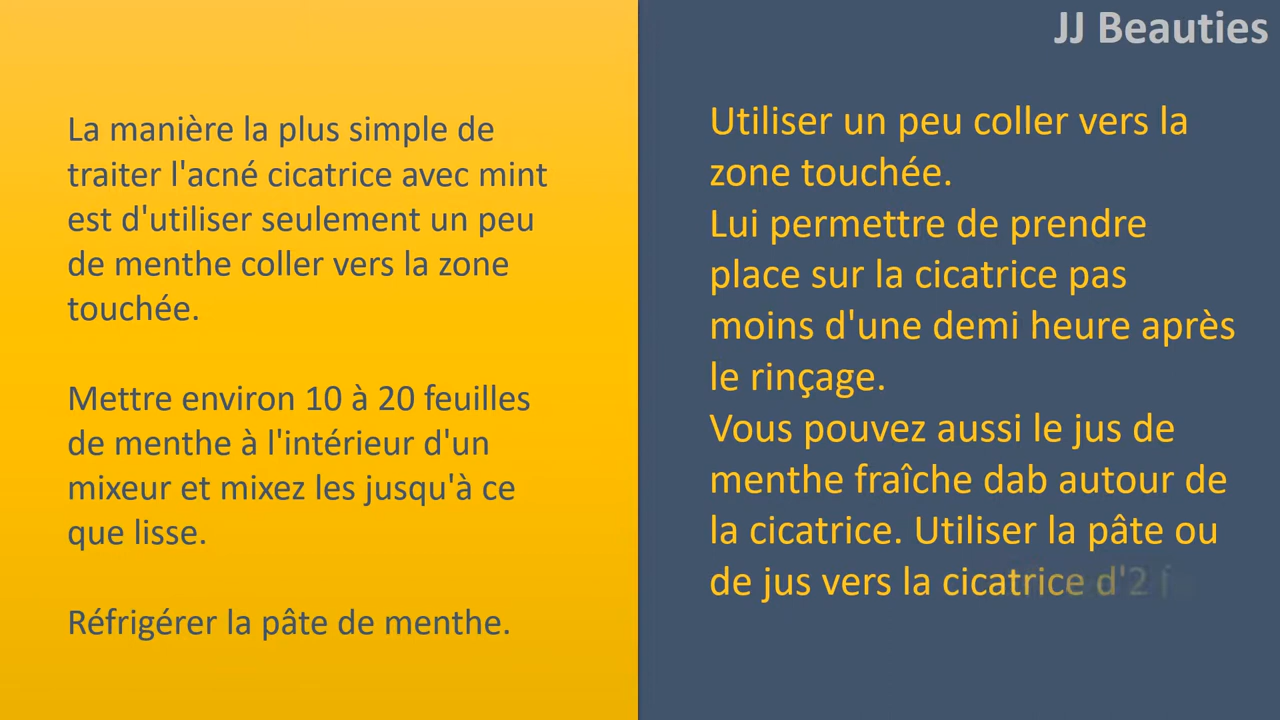 JJ Beauties
La manière la plus simple de
traiter l'acné cicatrice avec mint
est d'utiliser seulement un peu
de menthe coller vers la zone
touchée.
Mettre environ 10 à 20 feuilles
de menthe à l'intérieur d'un
mixeur et mixez les jusqu'à ce
que lisse.
Réfrigérer la pâte de menthe.
Utiliser un peu coller vers la
zone touchée.
Lui permettre de prendre
place sur la cicatrice pas
moins d'une demi heure après
le rinçage.
Vous pouvez aussi le jus de
menthe fraîche dab autour de
la cicatrice. Utiliser la pâte ou
de jus vers la cicatrice d'2